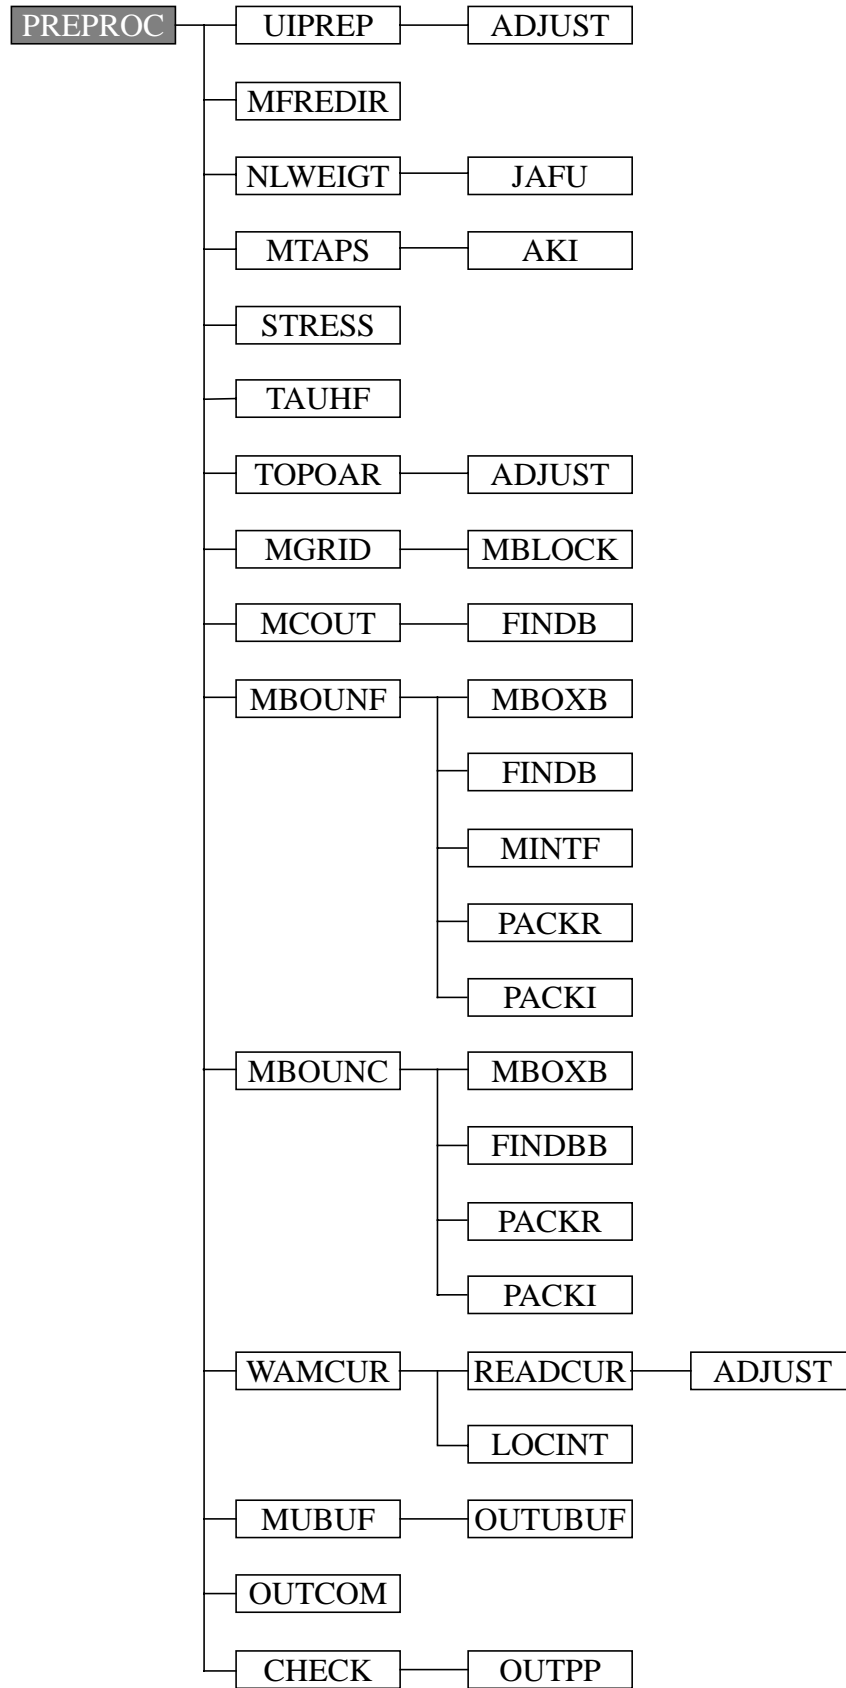 PREPROC UIPREP ADJUST
MFREDIR
NLWEIGT JAFU
MTAPS AKI
STRESS
TAUHF
TOPOAR ADJUST
MGRID MBLOCK
MCOUT FINDB
MBOUNF MBOXB
FINDB
MINTF
PACKR
PACKI
MBOUNC MBOXB
FINDBB
PACKR
PACKI
WAMCUR READCUR ADJUST
LOCINT
MUBUF OUTUBUF
OUTCOM
CHECK OUTPP